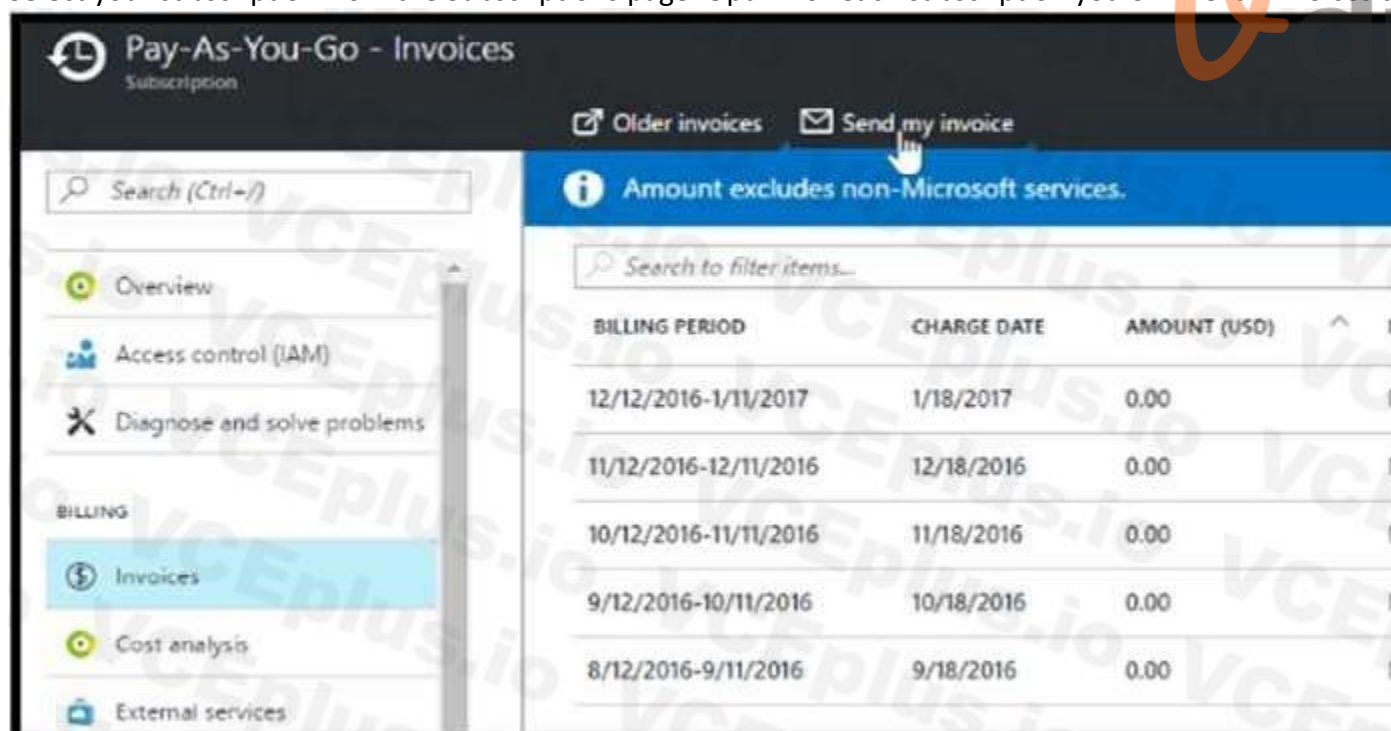 Pay-As-You-Go - Invoices
Subscription
Older invoices Send my invoice
Search (Ctrl+/)
Amount excludes non-Microsoft services.
Overview
Access control (IAM)
Diagnose and solve problems
BILLING
Invoices
Cost analysis
External services
Search to filter items...
BILLING PERIOD CHARGE DATE AMOUNT (USD)
12/12/2016-1/11/2017 1/18/2017 0.00
11/12/2016-12/11/2016 12/18/2016 0.00
10/12/2016-11/11/2016 11/18/2016 0.00
9/12/2016-10/11/2016 10/18/2016 0.00
8/12/2016-9/11/2016 9/18/2016 0.00
VCEplus.io